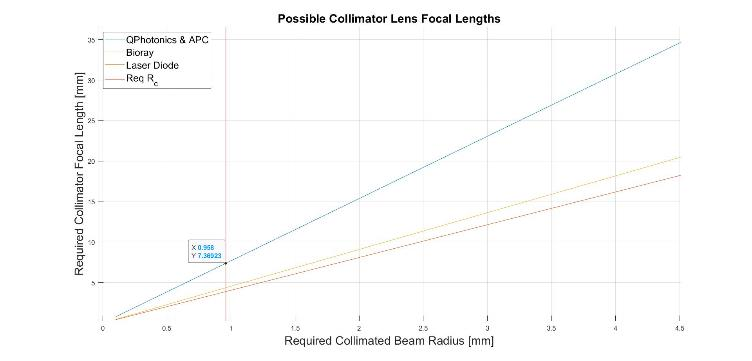 Possible Collimator Lens Focal Lengths
QPhotonics & APC
Bioray
Laser Diode
Req Rc
Required Collimator Focal Length [mm]
35
30
25
20
15
10
5
X 0.958
Y 7.36923
0 0.5 1 1.5 2 2.5 3 3.5 4 4.5
Required Collimated Beam Radius [mm]